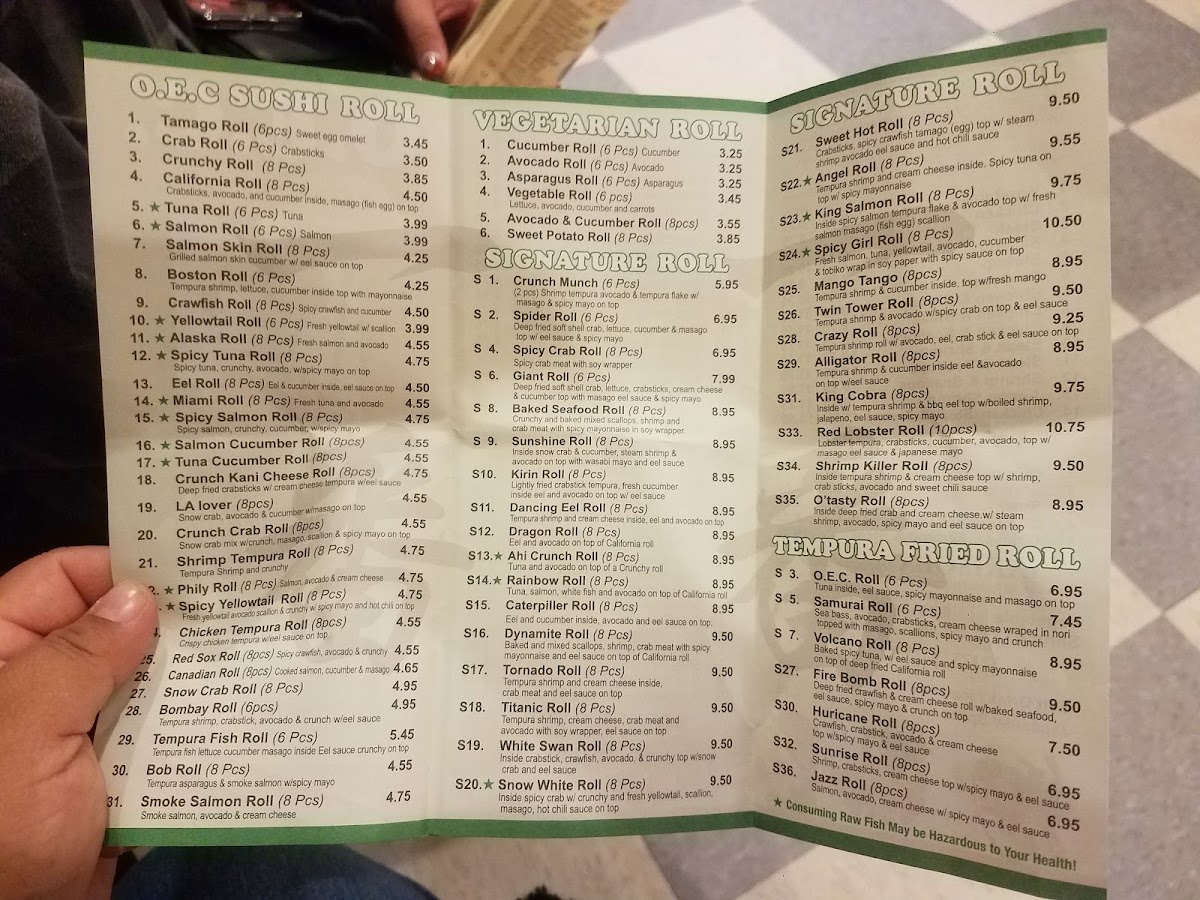 O.E.C SUSHI ROLL
1. Tamago Roll (6pcs) Sweet egg omelet 3.45
2. Crab Roll (6 Pcs) Crabsticks 3.50
3. Crunchy Roll (8 Pcs) 3.85
4. California Roll (8 Pcs) 4.50
Crabsticks, avocado, and cucumber inside, masago (fish egg) on top
5. ★ Tuna Roll (6 Pcs) Tuna 3.99
6. ★ Salmon Roll (6 Pcs) Salmon 3.99
7. Salmon Skin Roll (8 Pcs) 4.25
Grilled salmon skin cucumber w/ eel sauce on top
8. Boston Roll (6 Pcs) 4.25
Tempura shrimp, lettuce, cucumber inside top with mayonnaise
9. Crawfish Roll (8 Pcs) Spicy crawfish and cucumber 4.50
10. ★ Yellowtail Roll (6 Pcs) Fresh yellowtail w/ scallion 3.99
11. ★ Alaska Roll (8 Pcs) Fresh salmon and avocado 4.55
12. ★ Spicy Tuna Roll (8 Pcs) 4.75
Spicy tuna, crunchy, avocado, w/spicy mayo on top
13. Eel Roll (8 Pcs) Eel & cucumber inside, eel sauce on top 4.50
14. ★ Miami Roll (8 Pcs) Fresh tuna and avocado 4.55
15. ★ Spicy Salmon Roll (8 Pcs) 4.75
Spicy salmon, crunchy, cucumber, w/spicy mayo
16. ★ Salmon Cucumber Roll (8pcs) 4.55
17. ★ Tuna Cucumber Roll (8pcs) 4.55
18. Crunch Kani Cheese Roll (8pcs) 4.75
Deep fried crabsticks w/ cream cheese tempura w/eel sauce
19. LA lover (8pcs) 4.55
Snow crab, avocado & cucumber w/masago on top
20. Crunch Crab Roll (8pcs) 4.55
Snow crab mix w/crunch, masago, scallion & spicy mayo on top
21. Shrimp Tempura Roll (8 Pcs) 4.75
Tempura Shrimp and crunchy
2. ★ Phily Roll (8 Pcs) Salmon, avocado & cream cheese 4.75
. ★ Spicy Yellowtail Roll (8 Pcs) 4.75
Fresh yellowtail avocado scallion & crunchy w/ spicy mayo and hot chili on top
4. Chicken Tempura Roll (8pcs) 4.55
Crispy chicken tempura w/eel sauce on top
25. Red Sox Roll (8pcs) Spicy crawfish, avocado & crunchy 4.55
26. Canadian Roll (8pcs) Cooked salmon, cucumber & masago 4.65
27. Snow Crab Roll (8 Pcs) 4.95
28. Bombay Roll (6pcs) 4.95
Tempura shrimp, crabstick, avocado & crunch w/eel sauce
29. Tempura Fish Roll (6 Pcs) 5.45
Tempura fish lettuce cucumber masago inside Eel sauce crunchy on top
30. Bob Roll (8 Pcs) 4.55
Tempura asparagus & smoke salmon w/spicy mayo
31. Smoke Salmon Roll (8 Pcs) 4.75
Smoke salmon, avocado & cream cheese
VEGETARIAN ROLL
1. Cucumber Roll (6 Pcs) Cucumber 3.25
2. Avocado Roll (6 Pcs) Avocado 3.25
3. Asparagus Roll (6 Pcs) Asparagus 3.25
4. Vegetable Roll (6 pcs) 3.45
Lettuce, avocado, cucumber and carrots
5. Avocado & Cucumber Roll (8pcs) 3.55
6. Sweet Potato Roll (8 Pcs) 3.85
SIGNATURE ROLL
S 1. Crunch Munch (6 Pcs) 5.95
(2 pcs) Shrimp tempura avocado & tempura flake w/
masago & spicy mayo on top
S 2. Spider Roll (6 Pcs) 6.95
Deep fried soft shell crab, lettuce, cucumber & masago
top w/ eel sauce & spicy mayo
S 4. Spicy Crab Roll (8 Pcs) 6.95
Spicy crab meat with soy wrapper
S 6. Giant Roll (6 Pcs) 7.99
Deep fried soft shell crab, lettuce, crabsticks, cream cheese
& cucumber top with masago eel sauce & spicy mayo
S 8. Baked Seafood Roll (8 Pcs) 8.95
Crunchy and baked mixed scallops, shrimp and
crab meat with spicy mayonnaise in soy wrapper.
S 9. Sunshine Roll (8 Pcs) 8.95
Inside snow crab & cucumber, steam shrimp &
avocado on top with wasabi mayo and eel sauce
S10. Kirin Roll (8 Pcs) 8.95
Lightly fried crabstick tempura, fresh cucumber
inside eel and avocado on top w/ eel sauce
S11. Dancing Eel Roll (8 Pcs) 8.95
Tempura shrimp and cream cheese inside, eel and avocado on top
S12. Dragon Roll (8 Pcs) 8.95
Eel and avocado on top of California roll
S13.★ Ahi Crunch Roll (8 Pcs) 8.95
Tuna and avocado on top of a Crunchy roll
S14.★ Rainbow Roll (8 Pcs) 8.95
Tuna, salmon, white fish and avocado on top of California roll
S15. Caterpiller Roll (8 Pcs) 8.95
Eel and cucumber inside, avocado and eel sauce on top.
S16. Dynamite Roll (8 Pcs) 9.50
Baked and mixed scallops, shrimp, crab meat with spicy
mayonnaise and eel sauce on top of California roll
S17. Tornado Roll (8 Pcs) 9.50
Tempura shrimp and cream cheese inside,
crab meat and eel sauce on top
S18. Titanic Roll (8 Pcs) 9.50
Tempura shrimp, cream cheese, crab meat and
avocado with soy wrapper, eel sauce on top
S19. White Swan Roll (8 Pcs) 9.50
Inside crabstick, crawfish, avocado, & crunchy top w/snow
crab and eel sauce
S20.★ Snow White Roll (8 Pcs) 9.50
Inside spicy crab w/ crunchy and fresh yellowtail, scallion,
masago, hot chili sauce on top
SIGNATURE ROLL
S21. Sweet Hot Roll (8 Pcs) 9.50
Crabsticks, spicy crawfish tamago (egg) top w/ steam
shrimp avocado eel sauce and hot chili sauce
S22.★ Angel Roll (8 Pcs) 9.55
Tempura shrimp and cream cheese inside. Spicy tuna on
top w/ spicy mayonnaise
S23.★ King Salmon Roll (8 Pcs) 9.75
Inside spicy salmon tempura flake & avocado top w/ fresh
salmon masago (fish egg) scallion
S24.★ Spicy Girl Roll (8 Pcs) 10.50
Fresh salmon, tuna, yellowtail, avocado, cucumber
& tobiko wrap in soy paper with spicy sauce on top
S25. Mango Tango (8pcs) 8.95
Tempura shrimp & cucumber inside. top w/fresh mango
S26. Twin Tower Roll (8pcs) 9.50
Tempura shrimp & avocado w/spicy crab on top & eel sauce
S28. Crazy Roll (8pcs) 9.25
Tempura shrimp roll w/ avocado, eel, crab stick & eel sauce on top
S29. Alligator Roll (8pcs) 8.95
Tempura shrimp & cucumber inside eel &avocado
on top w/eel sauce
S31. King Cobra (8pcs) 9.75
Inside w/ tempura shrimp & bbq eel top w/boiled shrimp,
jalapeno, eel sauce, spicy mayo
S33. Red Lobster Roll (10pcs) 10.75
Lobster tempura, crabsticks, cucumber, avocado, top w/
masago eel sauce & japanese mayo
S34. Shrimp Killer Roll (8pcs) 9.50
Inside tempura shrimp & cream cheese top w/ shrimp,
crab sticks, avocado and sweet chili sauce
S35. O'tasty Roll (8pcs) 8.95
Inside deep fried crab and cream cheese.w/ steam
shrimp, avocado, spicy mayo and eel sauce on top
TEMPURA FRIED ROLL
S 3. O.E.C. Roll (6 Pcs) 6.95
Tuna inside, eel sauce, spicy mayonnaise and masago on top
S 5. Samurai Roll (6 Pcs) 7.45
Sea bass, avocado, crabsticks, cream cheese wraped in nori
topped with masago, scallions, spicy mayo and crunch
S 7. Volcano Roll (8 Pcs) 8.95
Baked spicy tuna, w/ eel sauce and spicy mayonnaise
on top of deep fried California roll
S27. Fire Bomb Roll (8pcs) 9.50
Deep fried crawfish & cream cheese roll w/baked seafood,
eel sauce, spicy mayo & crunch on top
S30. Huricane Roll (8pcs) 7.50
Crawfish, crabstick, avocado & cream cheese
top w/spicy mayo & eel sauce
S32. Sunrise Roll (8pcs) 6.95
Shrimp, crabsticks, cream cheese top w/spicy mayo & eel sauce
S36. Jazz Roll (8pcs) 6.95
Salmon, avocado, cream cheese w/ spicy mayo & eel sauce
★ Consuming Raw Fish May be Hazardous to Your Health!